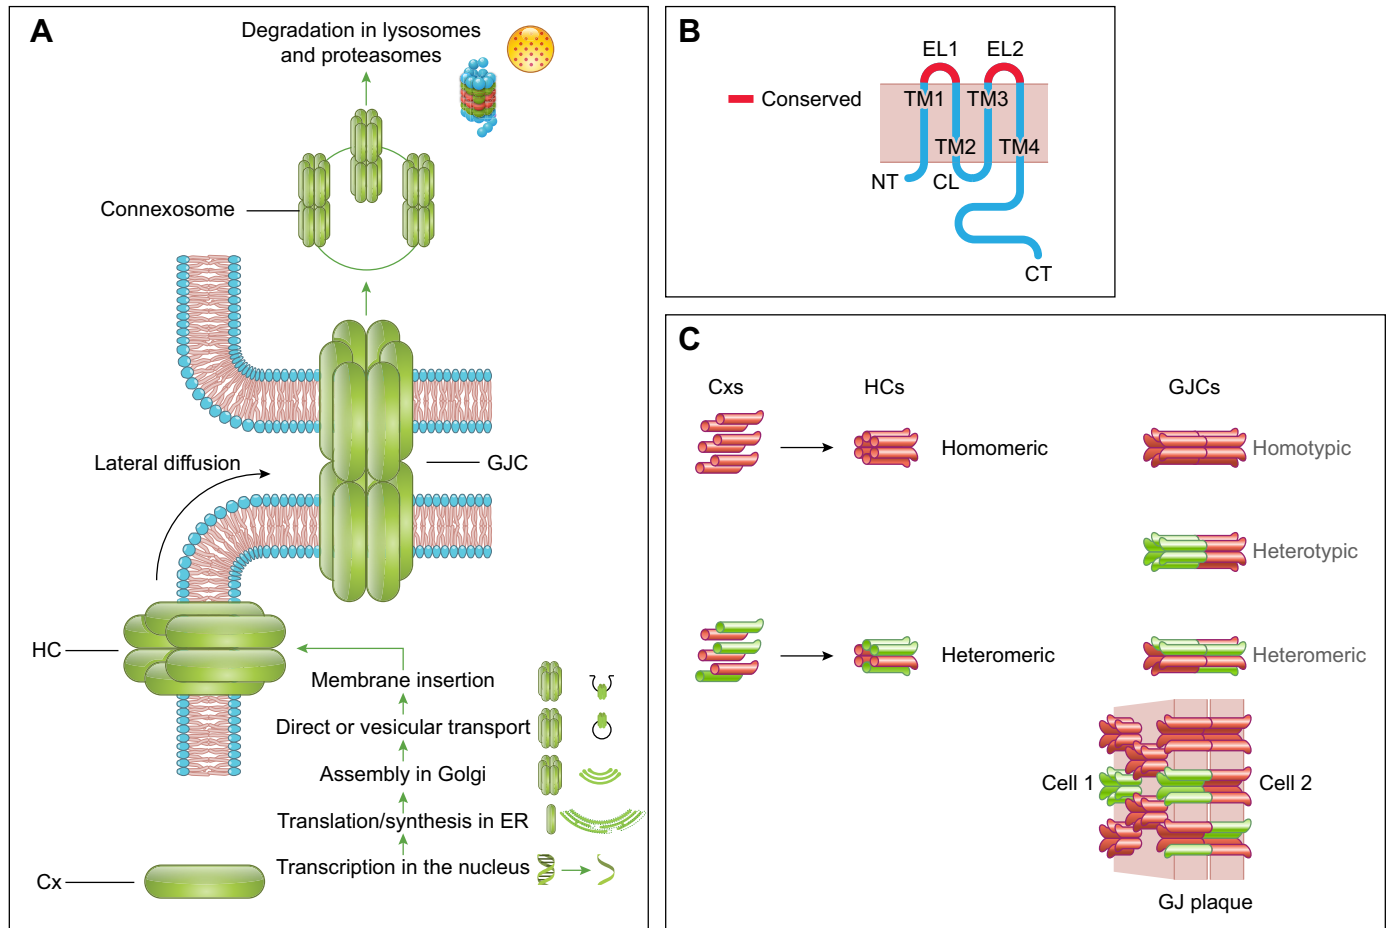 A
Degradation in lysosomes
and proteasomes
Connexosome
Lateral diffusion
GJC
HC
Membrane insertion
Direct or vesicular transport
Assembly in Golgi
Translation/synthesis in ER
Transcription in the nucleus
Cx
B
EL1
EL2
Conserved
TM1
TM3
TM2
TM4
NT
CL
CT
C
Cxs
HCs
GJCs
Homomeric
Homotypic
Heterotypic
Heteromeric
Heteromeric
Cell 1
Cell 2
GJ plaque